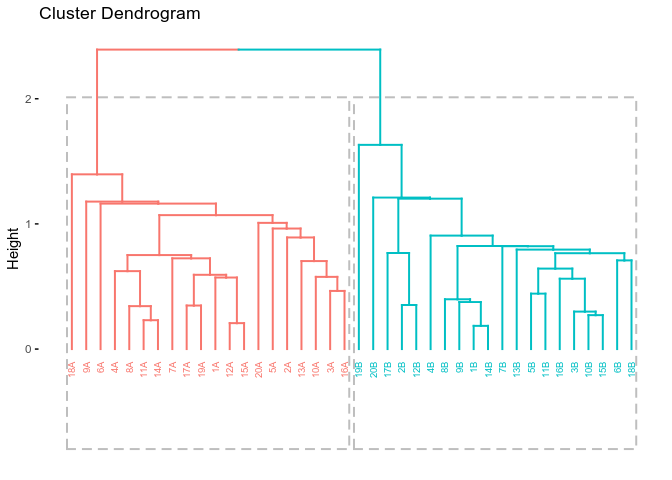 Cluster Dendrogram
2
1
0
Height
18A 9A 6A 4A 8A 11A 14A 7A 17A 19A 1A 12A 15A 20A 5A 2A 13A 10A 3A 16A 19B 20B 17B 2B 12B 4B 8B 9B 1B 14B 7B 13B 5B 11B 16B 3B 10B 15B 6B 18B